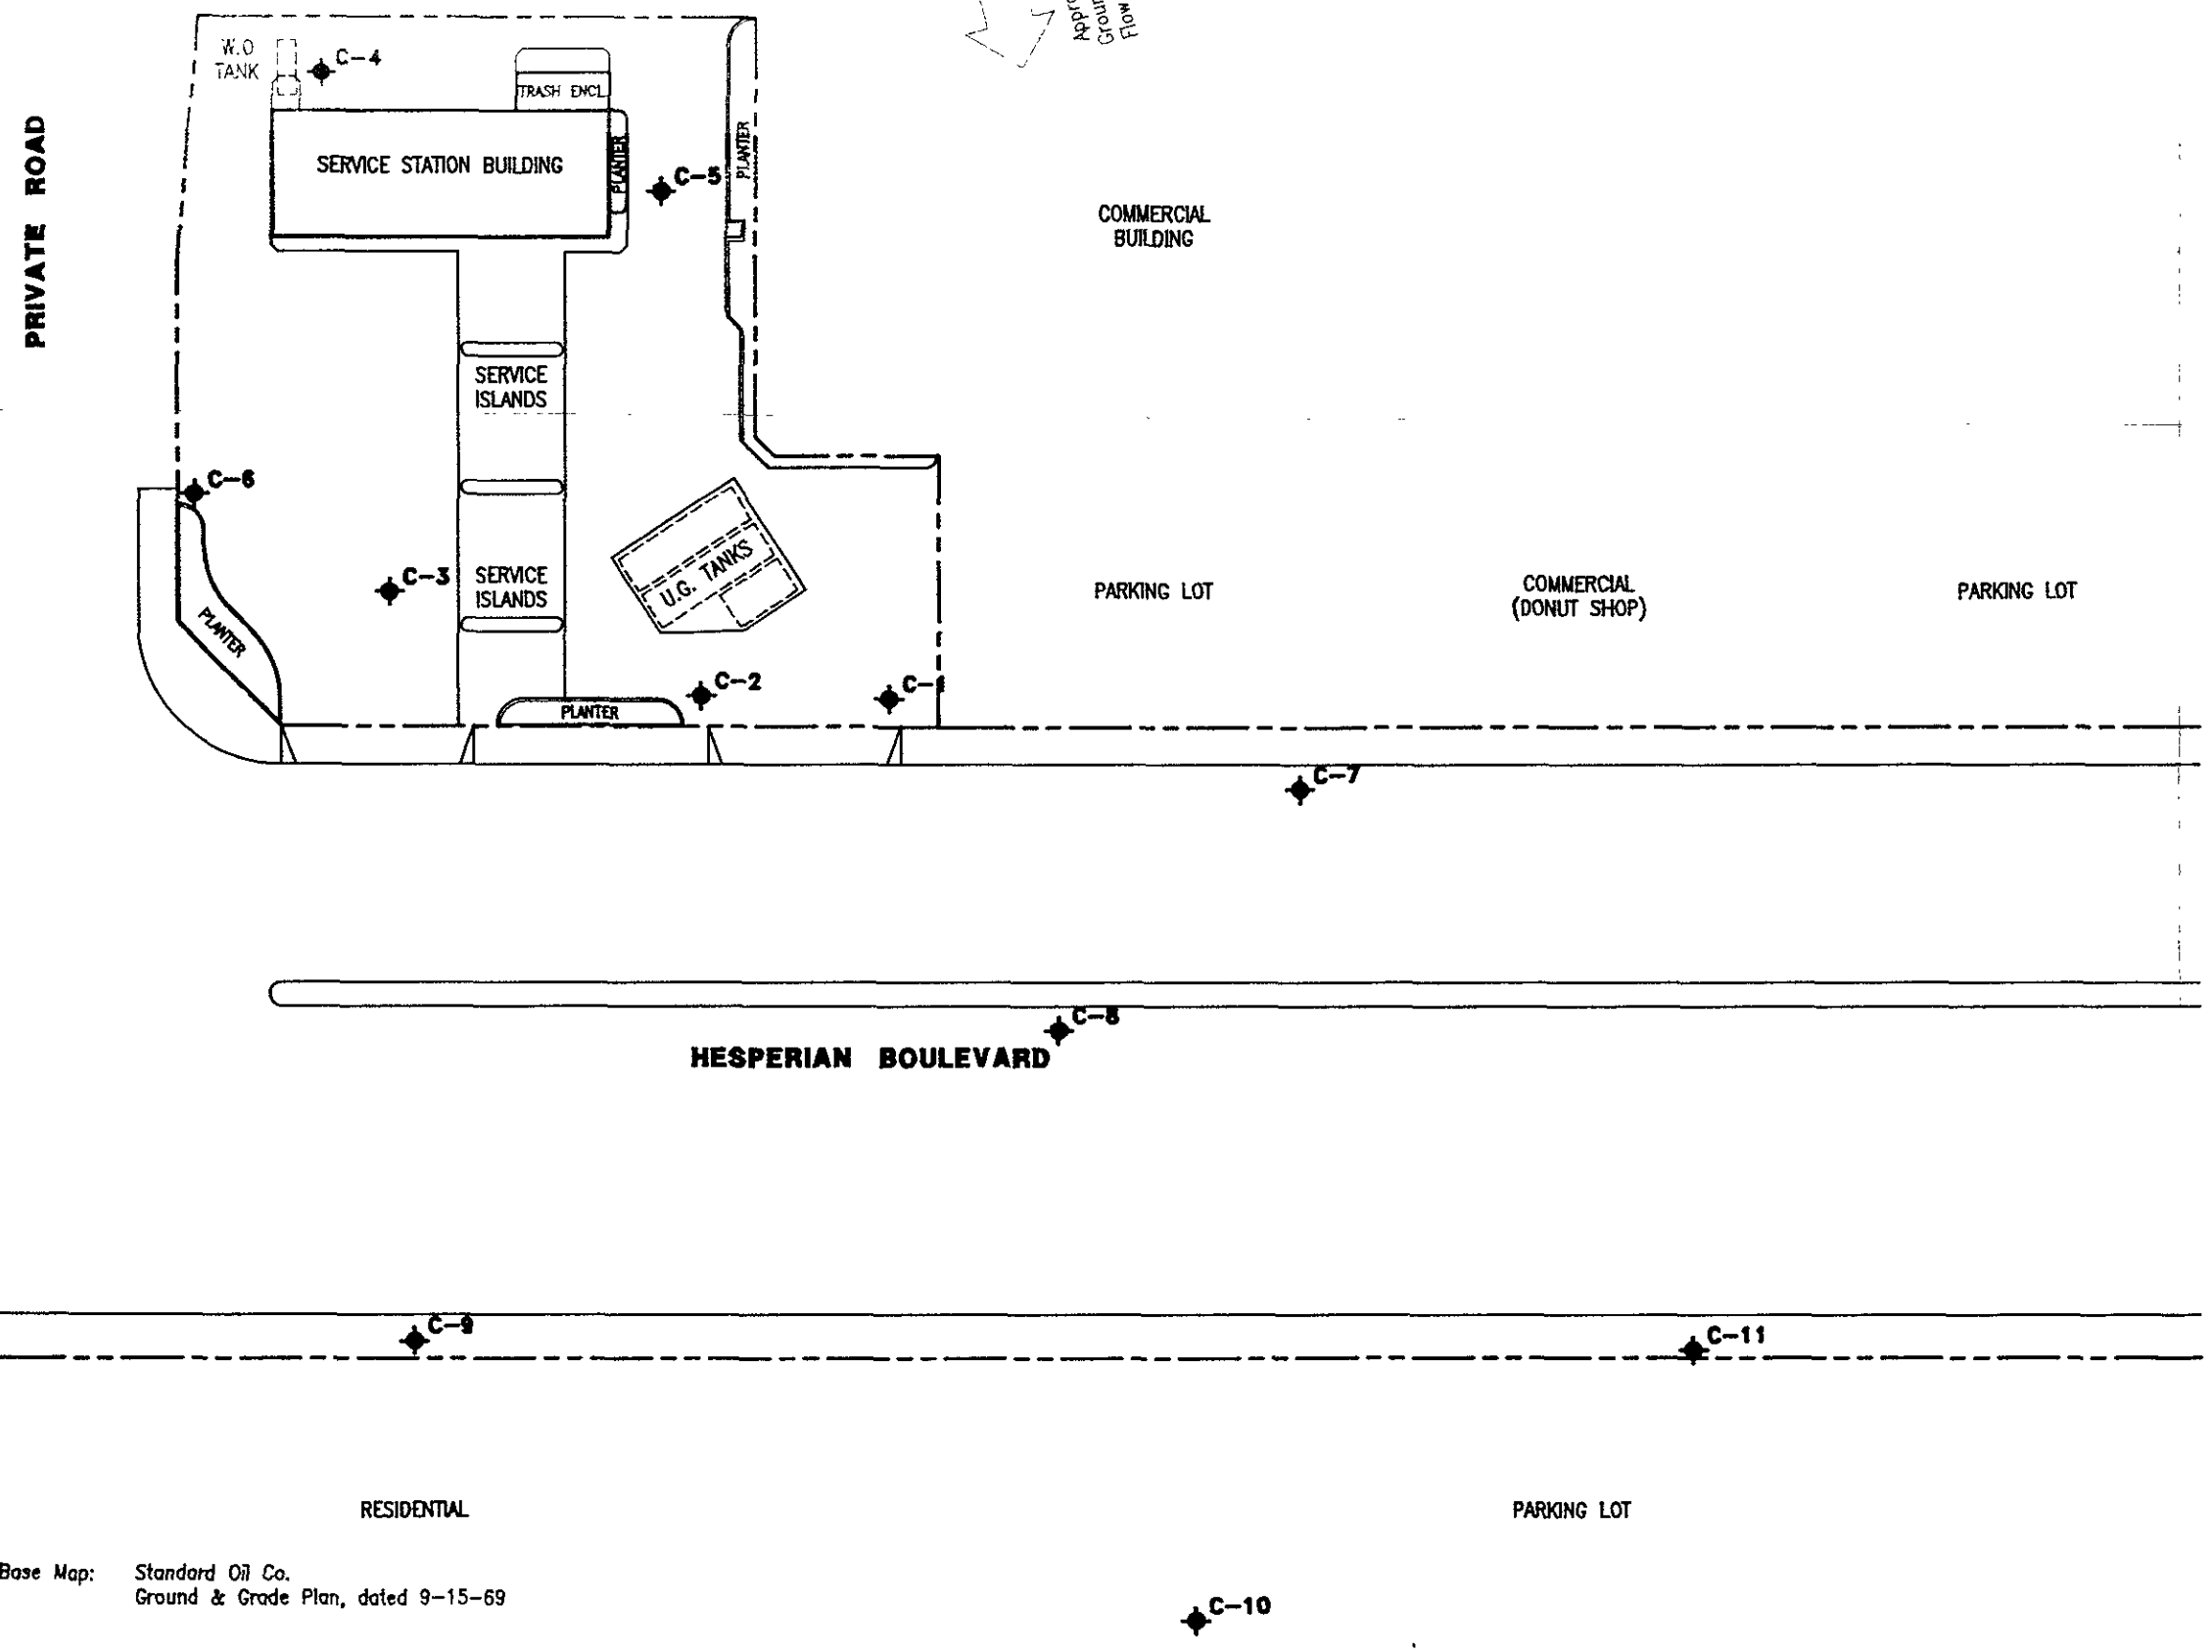 W.O
TANK
C-4
TRASH ENCL
PRIVATE ROAD
SERVICE STATION BUILDING
PLANTER
C-5
PLANTER
COMMERCIAL
BUILDING
SERVICE
ISLANDS
C-6
C-3
SERVICE
ISLANDS
U.G. TANKS
PARKING LOT
COMMERCIAL
(DONUT SHOP)
PARKING LOT
PLANTER
C-2
C-1
PLANTER
C-7
C-8
HESPERIAN BOULEVARD
C-9
C-11
RESIDENTIAL
PARKING LOT
Base Map: Standard Oil Co.
Ground & Grade Plan, dated 9-15-69
C-10
Flow